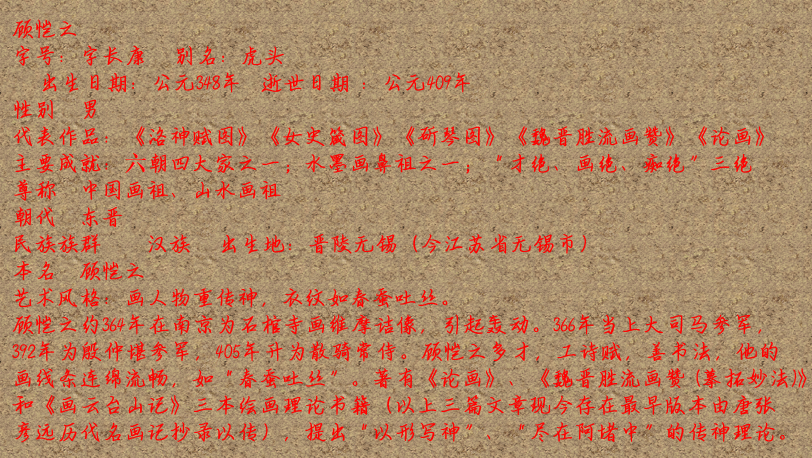 顾恺之
字号：字长康 别名：虎头
出生日期：公元348年 逝世日期 ：公元409年
性别 男
代表作品：《洛神赋图》《女史箴图》《斫琴图》《魏晋胜流画赞》《论画》
主要成就：六朝四大家之一；水墨画鼻祖之一；“才绝、画绝、痴绝”三绝
尊称 中国画祖、山水画祖
朝代 东晋
民族族群 汉族 出生地：晋陵无锡（今江苏省无锡市）
本名 顾恺之
艺术风格：画人物重传神，衣纹如春蚕吐丝。
顾恺之约364年在南京为石棺寺画维摩诘像，引起轰动。366年当上大司马参军，
392年为殷仲堪参军，405年升为散骑常侍。顾恺之多才，工诗赋，善书法，他的
画线条连绵流畅，如“春蚕吐丝”。著有《论画》、《魏晋胜流画赞(摹拓妙法)》
和《画云台山记》三本绘画理论书籍（以上三篇文章现今存在最早版本由唐张
彦远历代名画记抄录以传），提出“以形写神”、“尽在阿堵中”的传神理论。